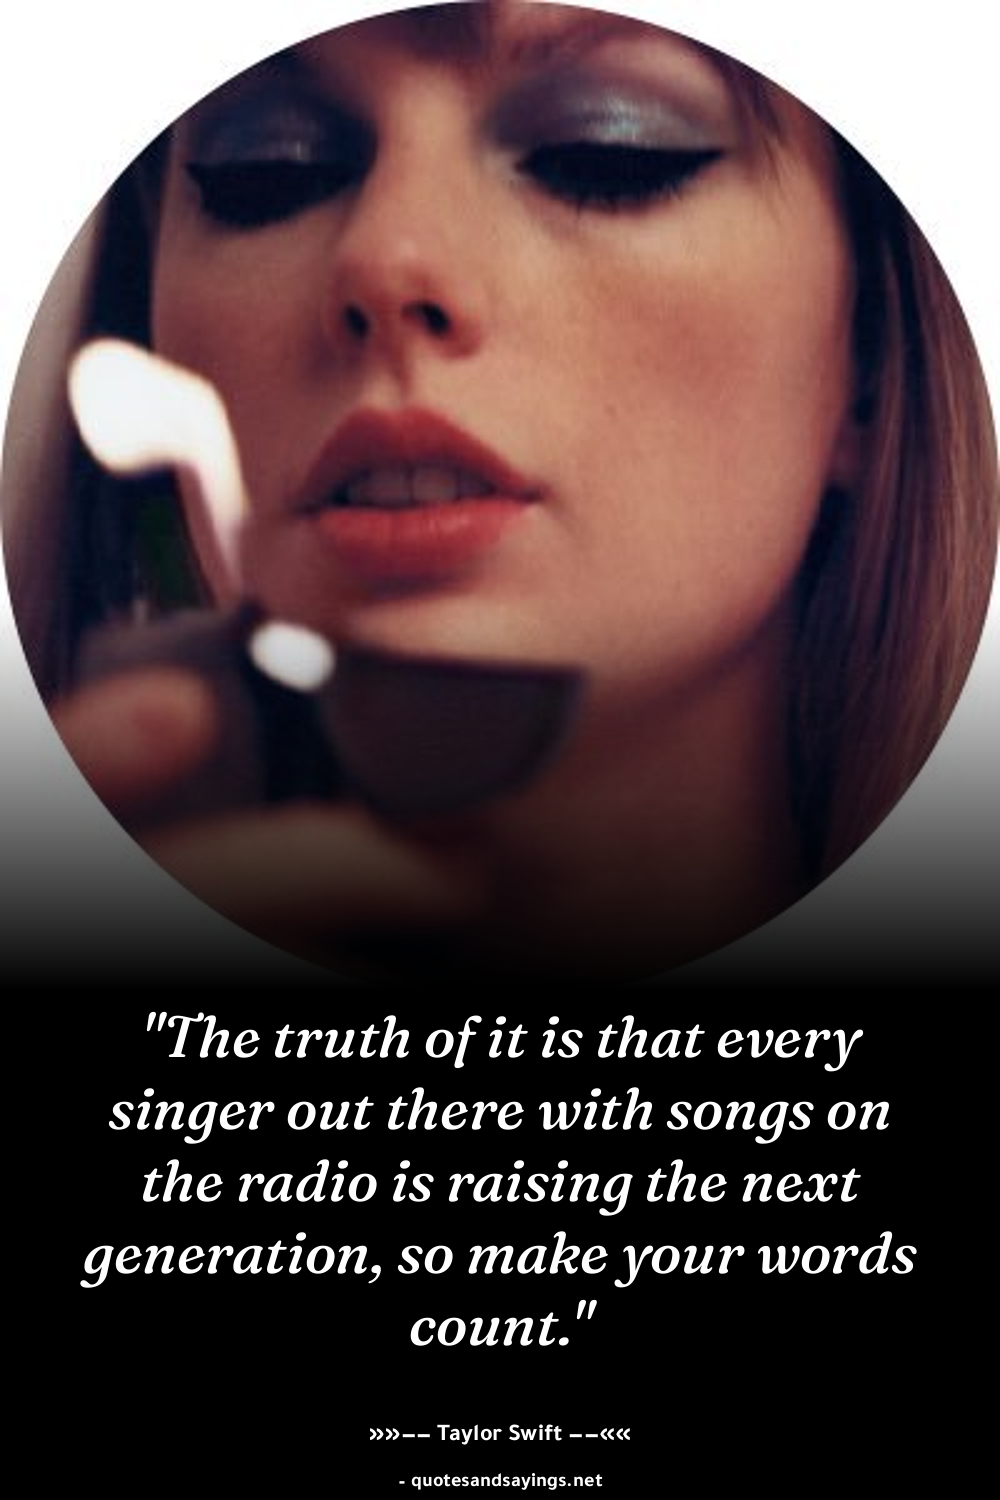 "The truth of it is that every
singer out there with songs on
the radio is raising the next
generation, so make your words
count."
»»–– Taylor Swift ––««
- quotesandsayings.net